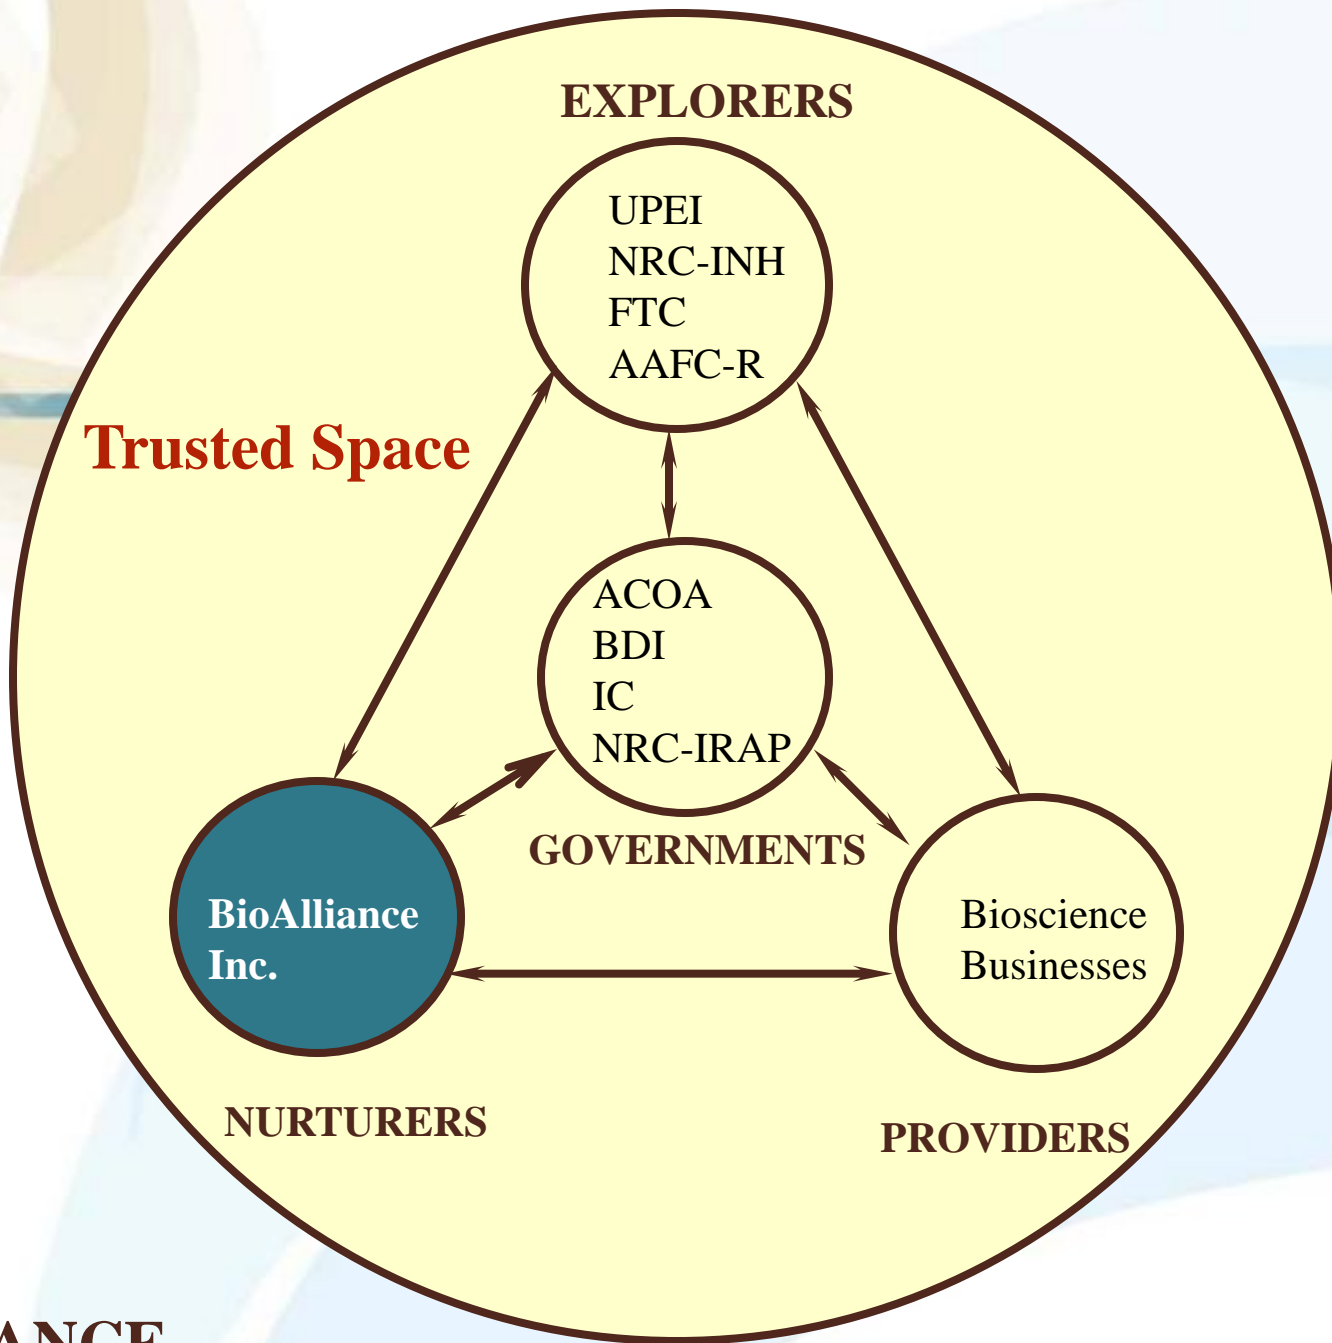 EXPLORERS
UPEI
NRC-INH
FTC
AAFC-R
Trusted Space
ACOA
BDI
IC
NRC-IRAP
GOVERNMENTS
BioAlliance
Inc.
Bioscience
Businesses
NURTURERS
PROVIDERS